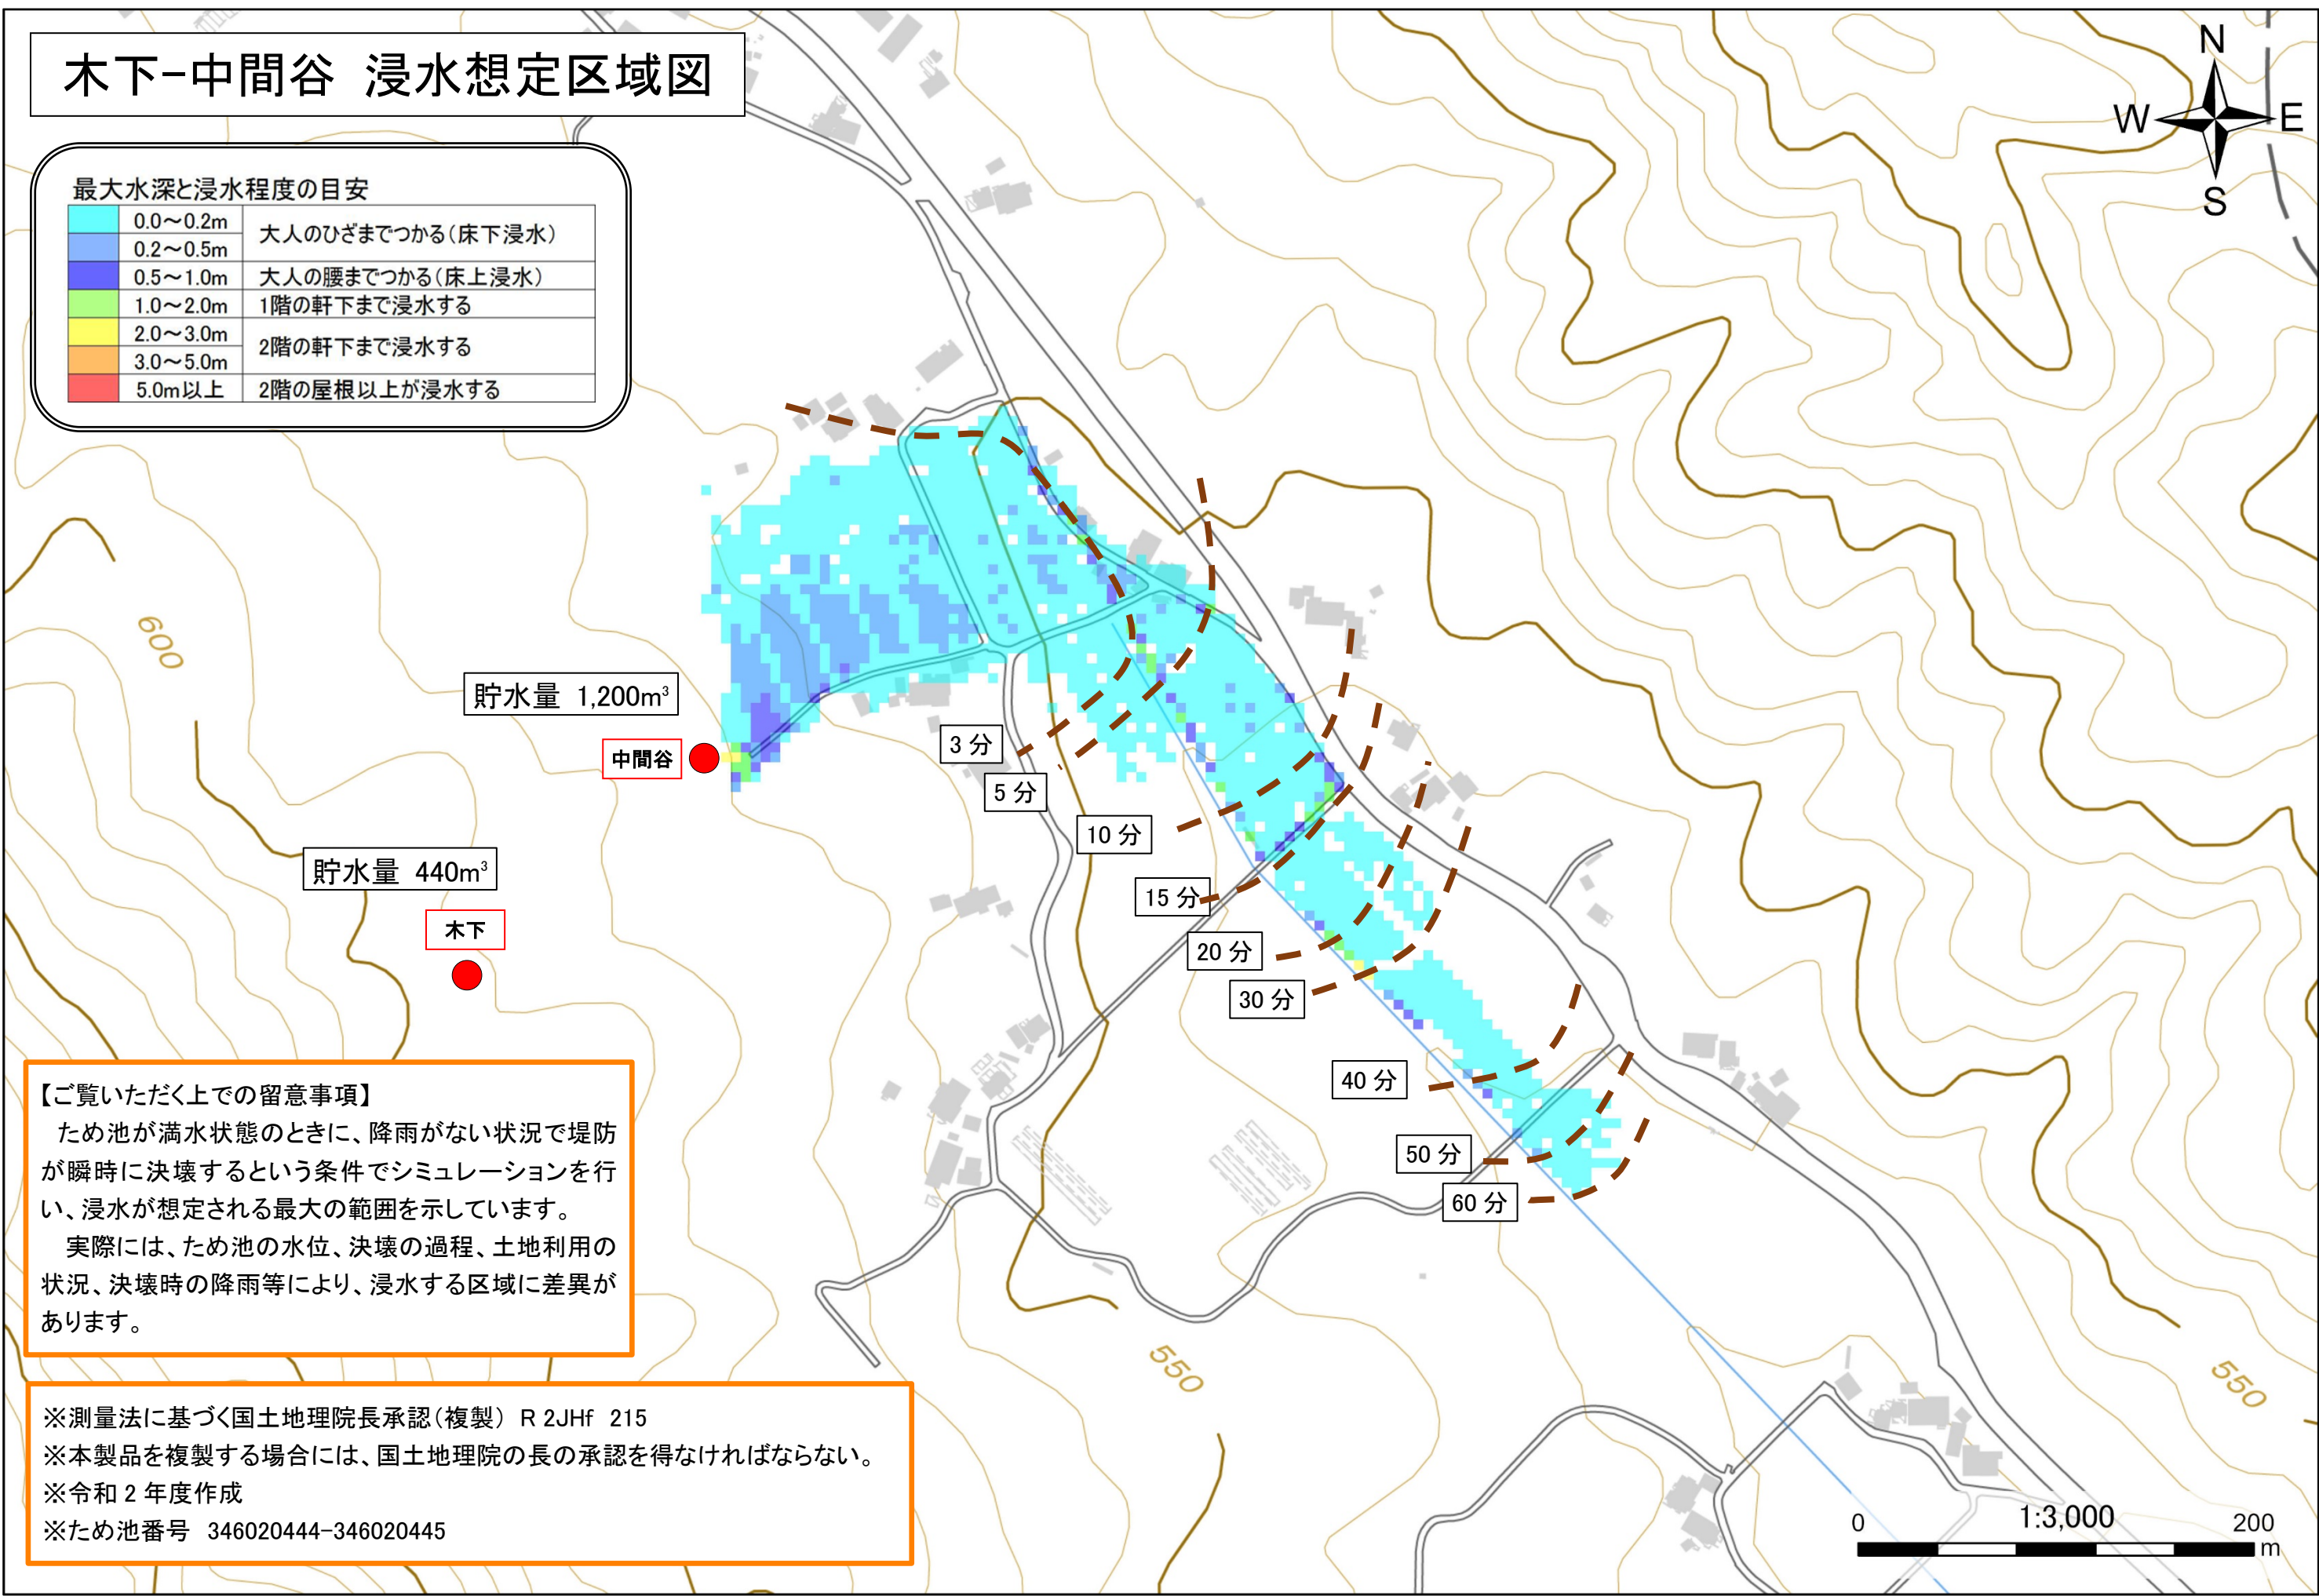 木下-中間谷 浸水想定区域図
N
W
E
S
最大水深と浸水程度の目安
0.0～0.2m
大人のひざまでつかる(床下浸水)
0.2～0.5m
0.5～1.0m 大人の腰までつかる(床上浸水)
1.0～2.0m 1階の軒下まで浸水する
2.0～3.0m
2階の軒下まで浸水する
3.0～5.0m
5.0m以上 2階の屋根以上が浸水する
600
貯水量 1,200m³
中間谷
3 分
5 分
10 分
貯水量 440m³
木下
15 分
20 分
30 分
40 分
50 分
60 分
【ご覧いただく上での留意事項】
ため池が満水状態のときに、降雨がない状況で堤防
が瞬時に決壊するという条件でシミュレーションを行
い、浸水が想定される最大の範囲を示しています。
実際には、ため池の水位、決壊の過程、土地利用の
状況、決壊時の降雨等により、浸水する区域に差異が
あります。
550
550
※測量法に基づく国土地理院長承認(複製) R 2JHf 215
※本製品を複製する場合には、国土地理院の長の承認を得なければならない。
※令和 2 年度作成
※ため池番号 346020444-346020445
1:3,000
0 200
m